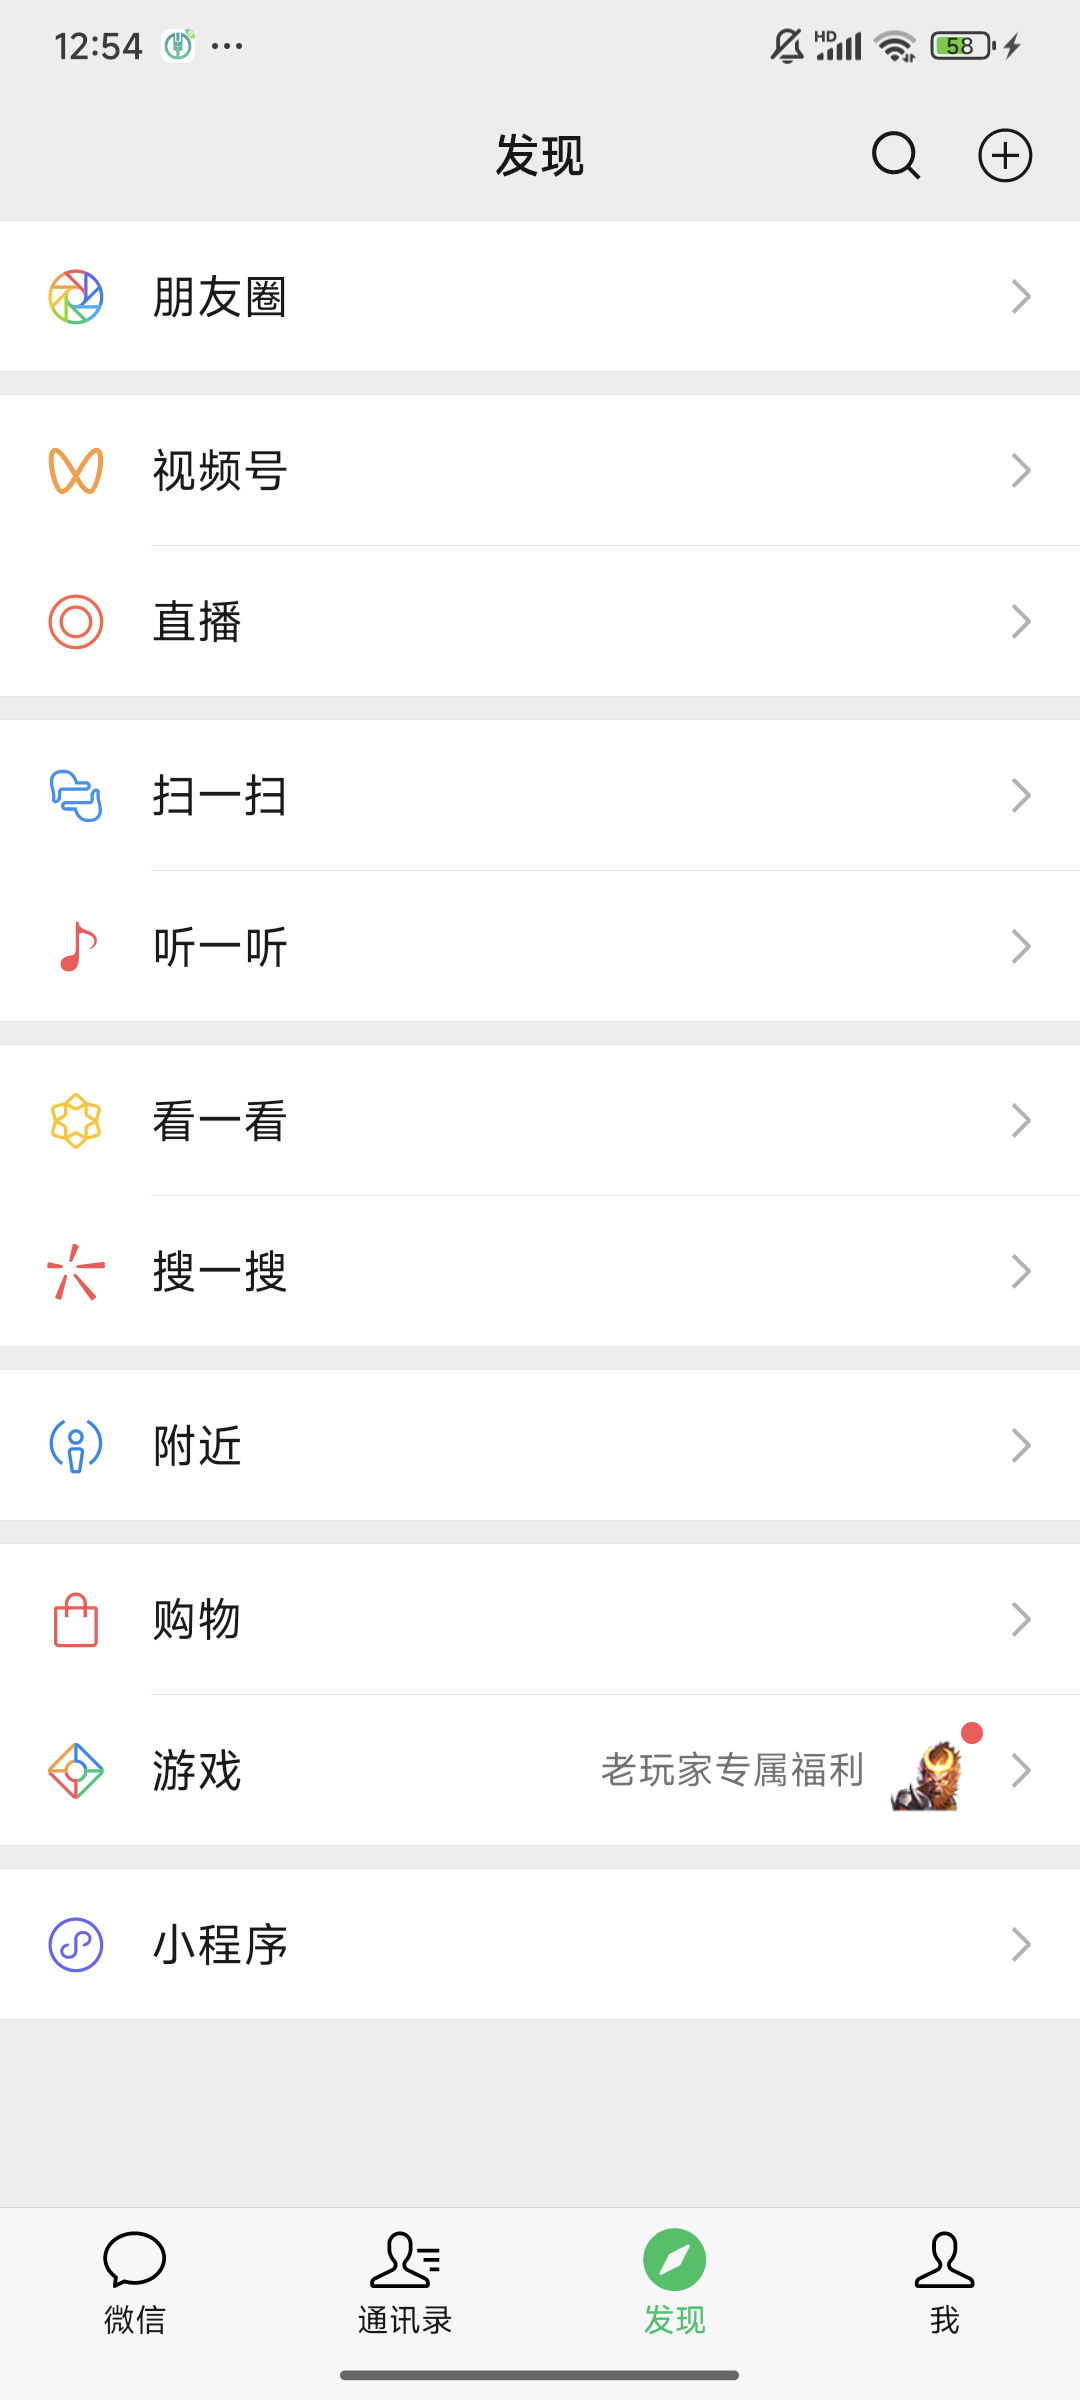 12:54
HD
58
发现
朋友圈
视频号
直播
扫一扫
听一听
看一看
搜一搜
附近
购物
游戏 老玩家专属福利
小程序
微信 通讯录 发现 我